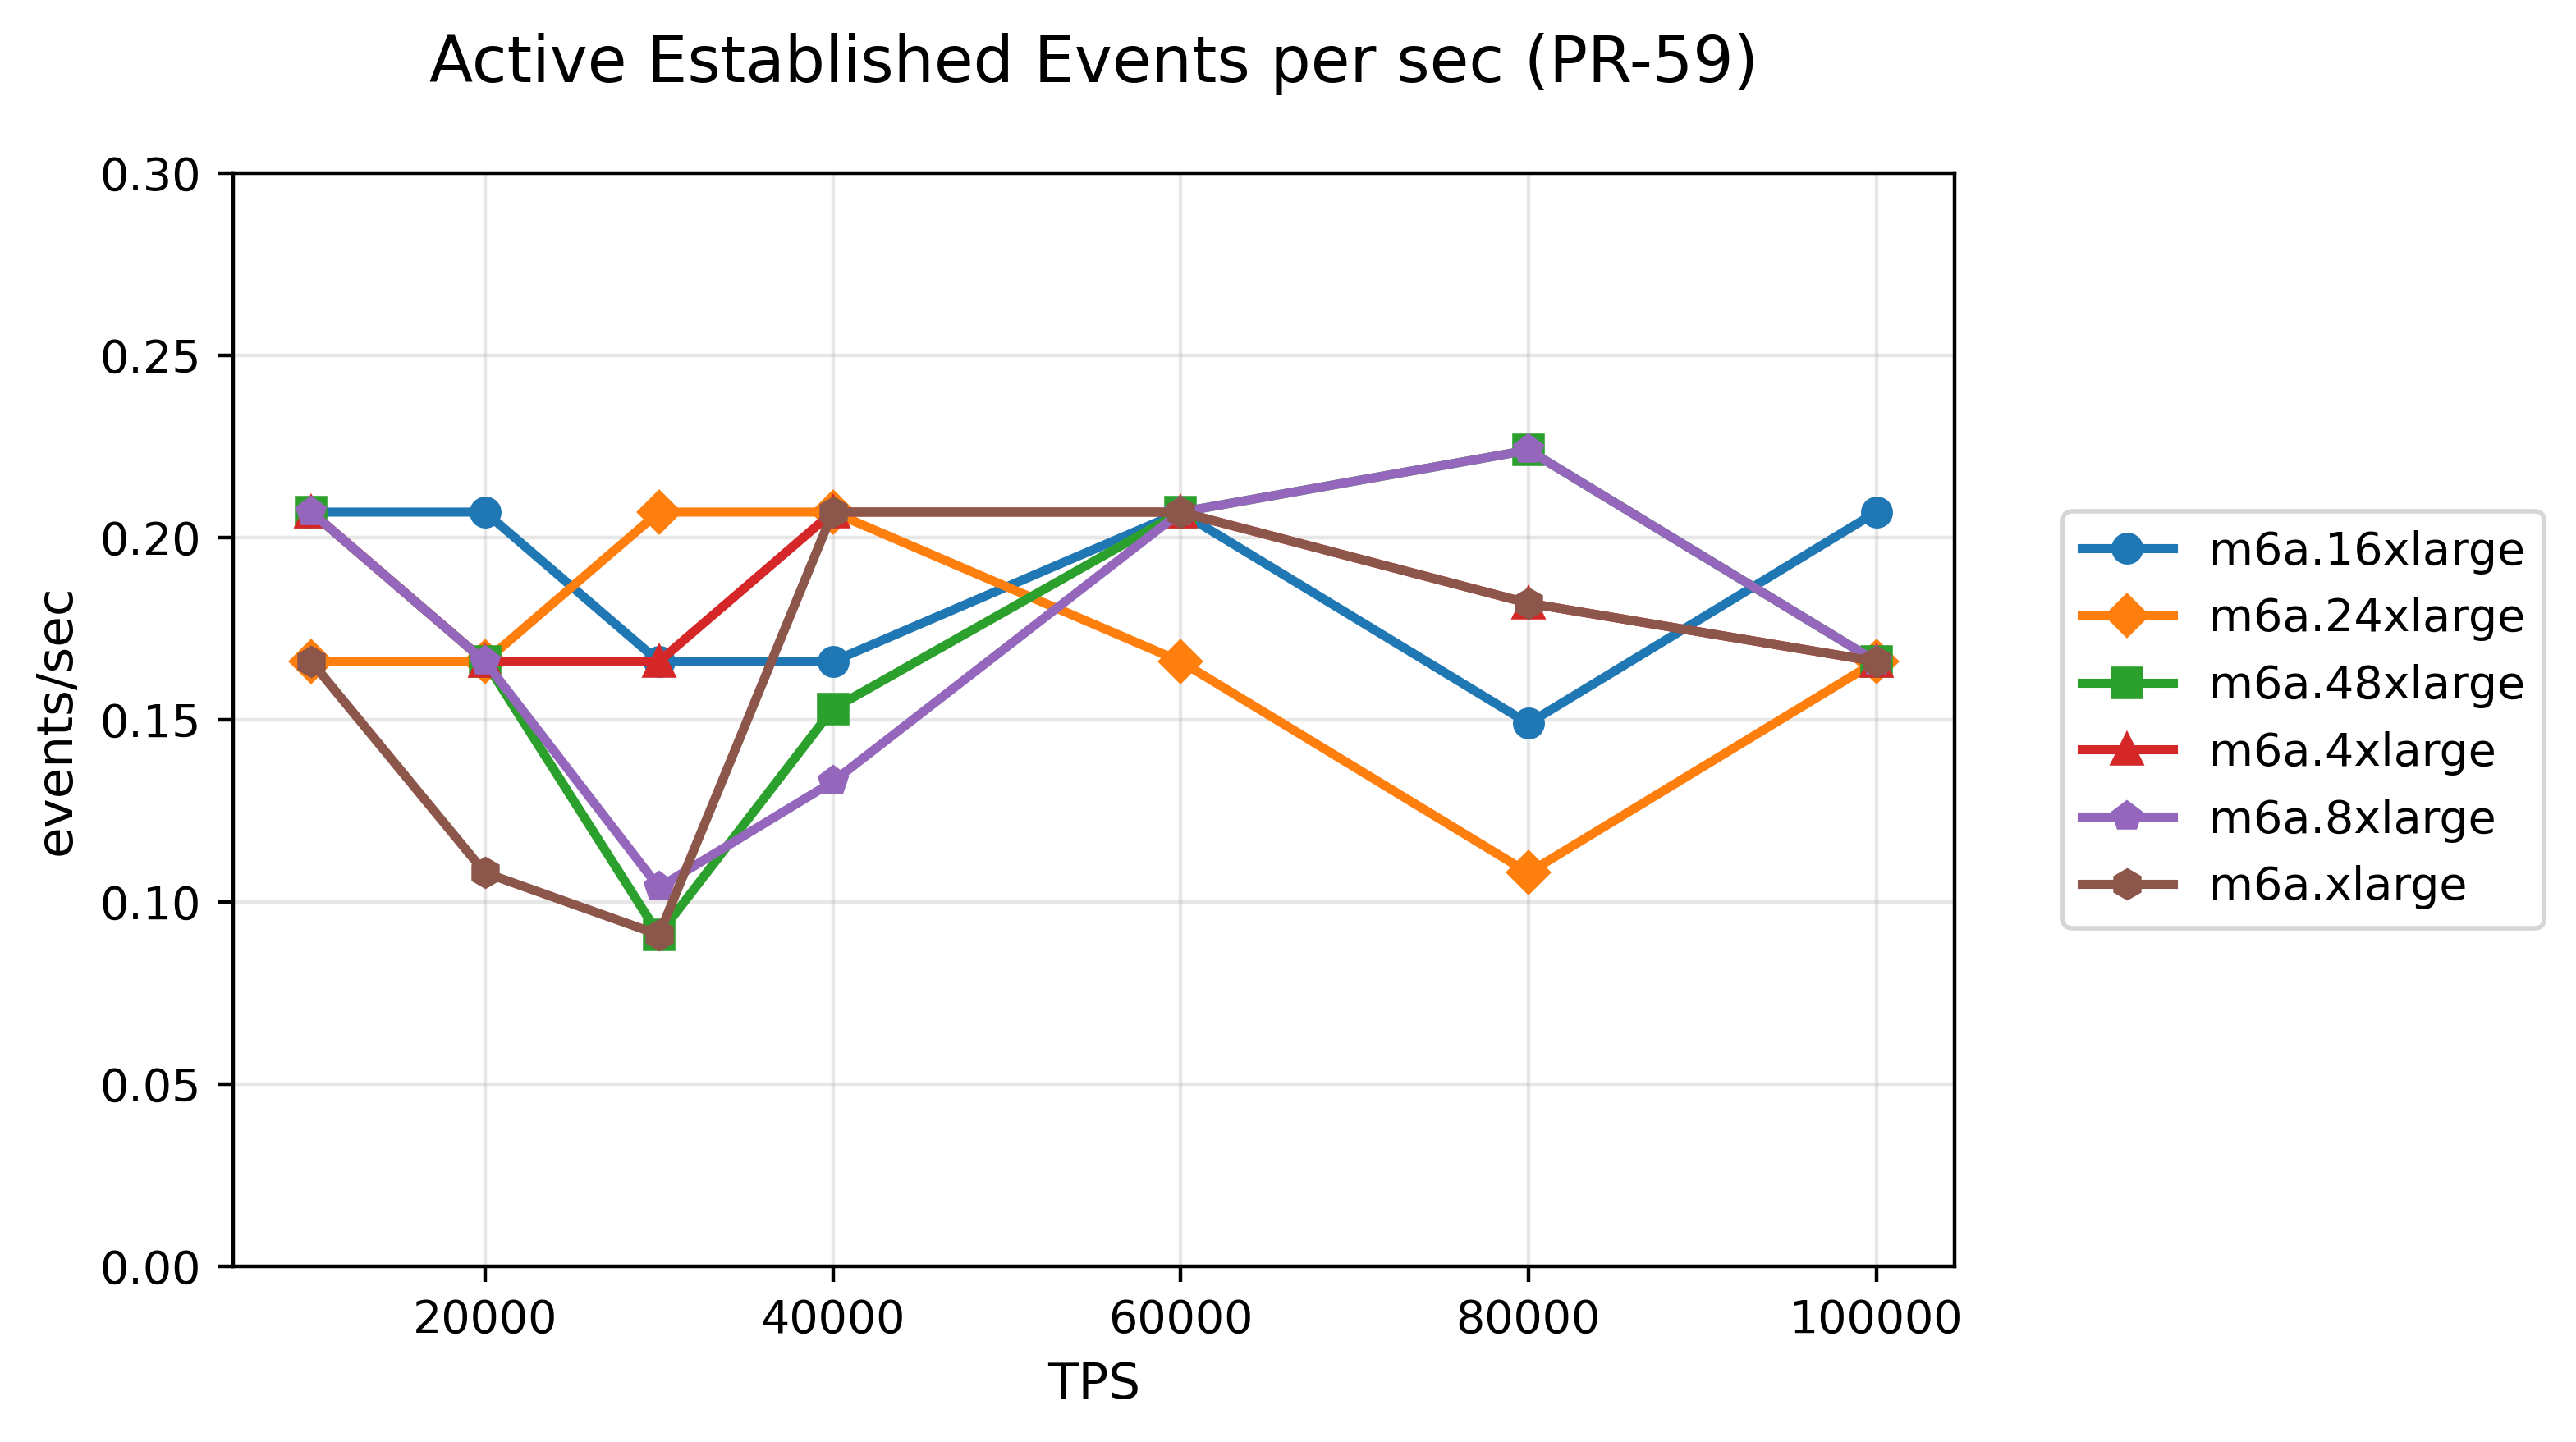 Active Established Events per sec (PR-59)
0.30
0.25
0.20
0.15
0.10
0.05
0.00
events/sec
20000 40000 60000 80000 100000
TPS
m6a.16xlarge
m6a.24xlarge
m6a.48xlarge
m6a.4xlarge
m6a.8xlarge
m6a.xlarge